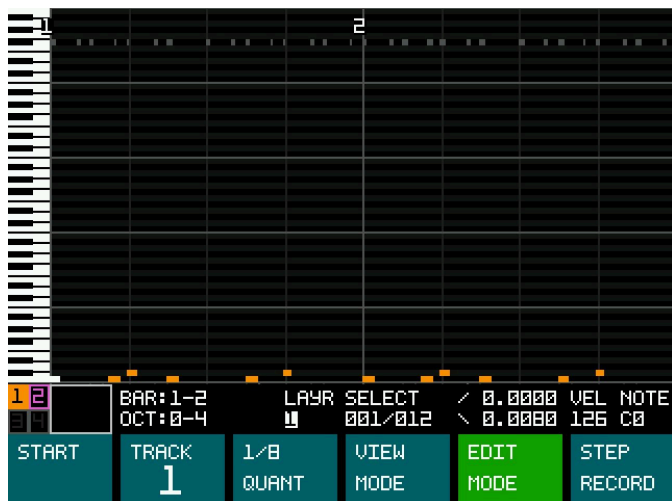 1 2
1 2 BAR:1-2 LAYR SELECT / 0.0000 VEL NOTE
3 4 OCT:0-4 1 001/012 \ 0.0080 126 C0
START TRACK 1/8 VIEW EDIT STEP
1 QUANT MODE MODE RECORD